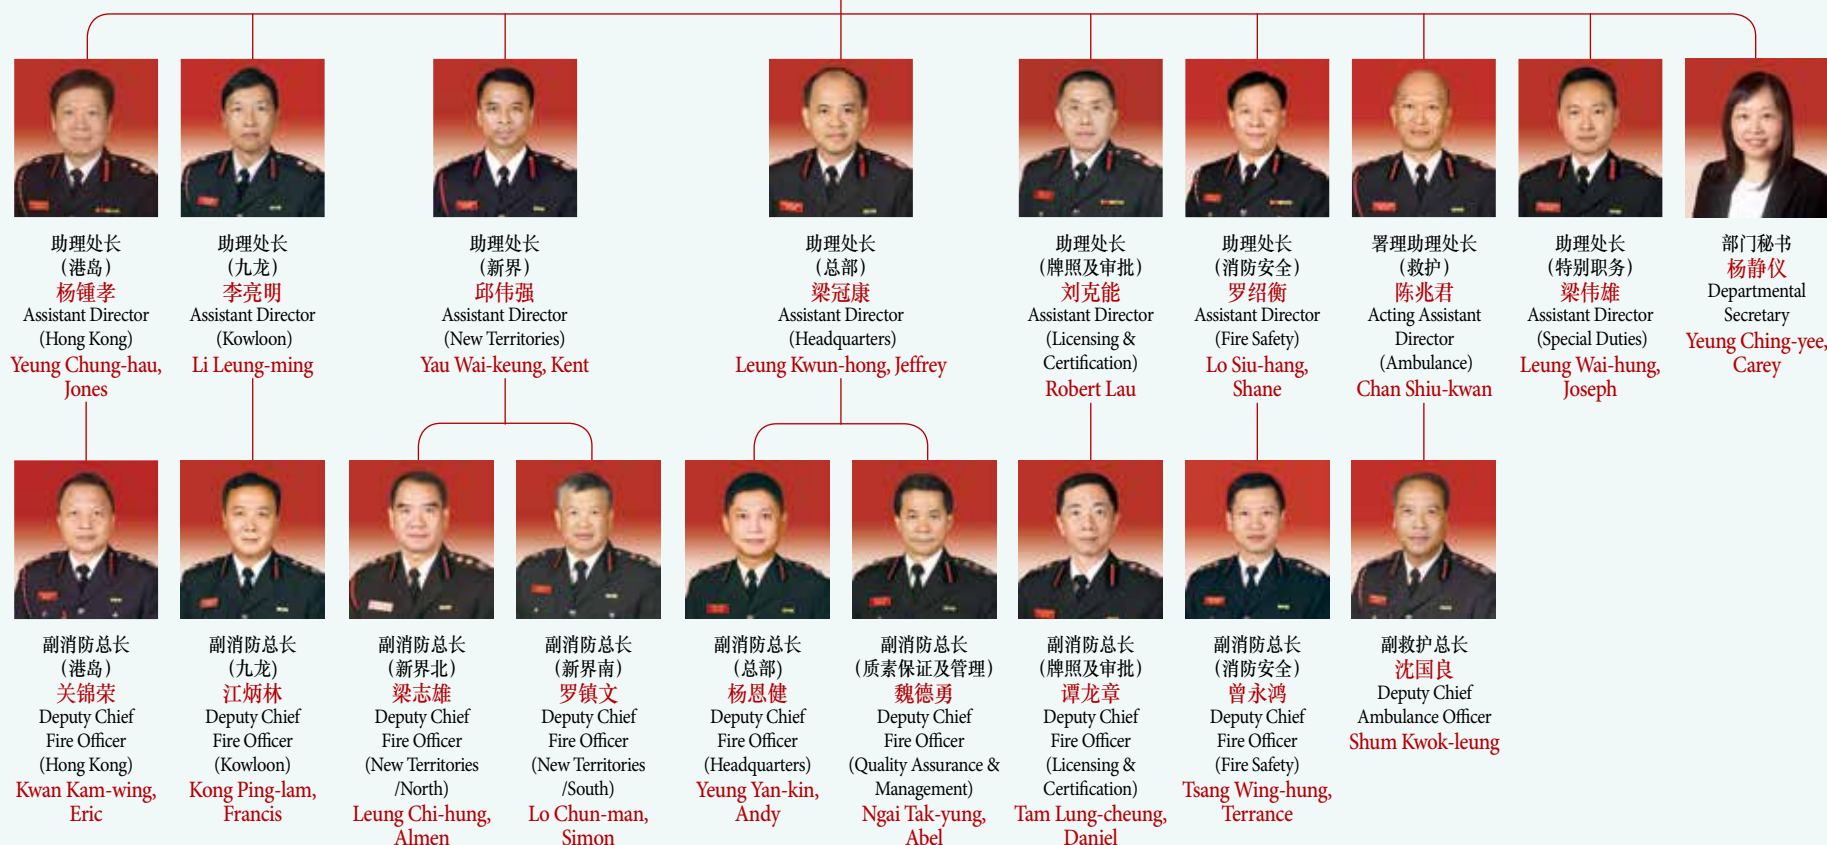 助理处长
（港岛）
杨锺孝
Assistant Director
(Hong Kong)
Yeung Chung-hau,
Jones
助理处长
（九龙）
李亮明
Assistant Director
(Kowloon)
Li Leung-ming
助理处长
（新界）
邱伟强
Assistant Director
(New Territories)
Yau Wai-keung, Kent
助理处长
（总部）
梁冠康
Assistant Director
(Headquarters)
Leung Kwun-hong, Jeffrey
助理处长
（牌照及审批）
刘克能
Assistant Director
(Licensing &
Certification)
Robert Lau
助理处长
（消防安全）
罗绍衡
Assistant Director
(Fire Safety)
Lo Siu-hang,
Shane
署理助理处长
（救护）
陈兆君
Acting Assistant
Director
(Ambulance)
Chan Shiu-kwan
助理处长
（特别职务）
梁伟雄
Assistant Director
(Special Duties)
Leung Wai-hung,
Joseph
部门秘书
杨静仪
Departmental
Secretary
Yeung Ching-yee,
Carey
副消防总长
（港岛）
关锦荣
Deputy Chief
Fire Officer
(Hong Kong)
Kwan Kam-wing,
Eric
副消防总长
（九龙）
江炳林
Deputy Chief
Fire Officer
(Kowloon)
Kong Ping-lam,
Francis
副消防总长
（新界北）
梁志雄
Deputy Chief
Fire Officer
(New Territories
/North)
Leung Chi-hung,
Almen
副消防总长
（新界南）
罗镇文
Deputy Chief
Fire Officer
(New Territories
/South)
Lo Chun-man,
Simon
副消防总长
（总部）
杨恩健
Deputy Chief
Fire Officer
(Headquarters)
Yeung Yan-kin,
Andy
副消防总长
（质素保证及管理）
魏德勇
Deputy Chief
Fire Officer
(Quality Assurance &
Management)
Ngai Tak-yung,
Abel
副消防总长
（牌照及审批）
谭龙章
Deputy Chief
Fire Officer
(Licensing &
Certification)
Tam Lung-cheung,
Daniel
副消防总长
（消防安全）
曾永鸿
Deputy Chief
Fire Officer
(Fire Safety)
Tsang Wing-hung,
Terrance
副救护总长
沈国良
Deputy Chief
Ambulance Officer
Shum Kwok-leung